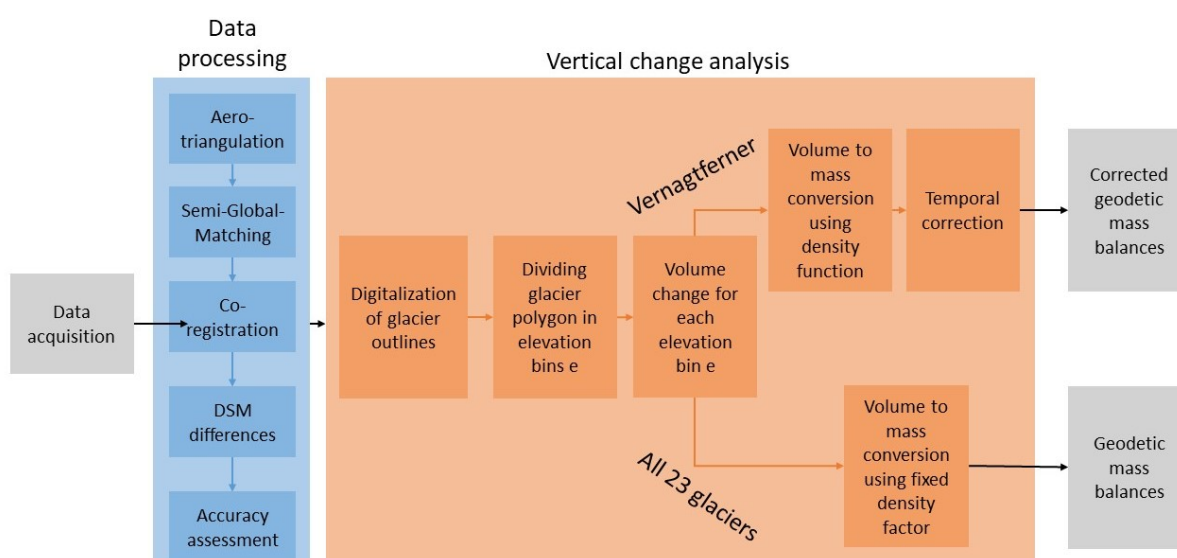 Data
processing
Vertical change analysis
Aero-
triangulation
Semi-Global-
Matching
Co-
registration
DSM
differences
Accuracy
assessment
Data
acquisition
Digitalization
of glacier
outlines
Dividing
glacier
polygon in
elevation
bins e
Volume
change for
each
elevation
bin e
Vernagtferner
Volume to
mass
conversion
using
density
function
Temporal
correction
Corrected
geodetic
mass
balances
All 23 glaciers
Volume to
mass
conversion
using fixed
density
factor
Geodetic
mass
balances